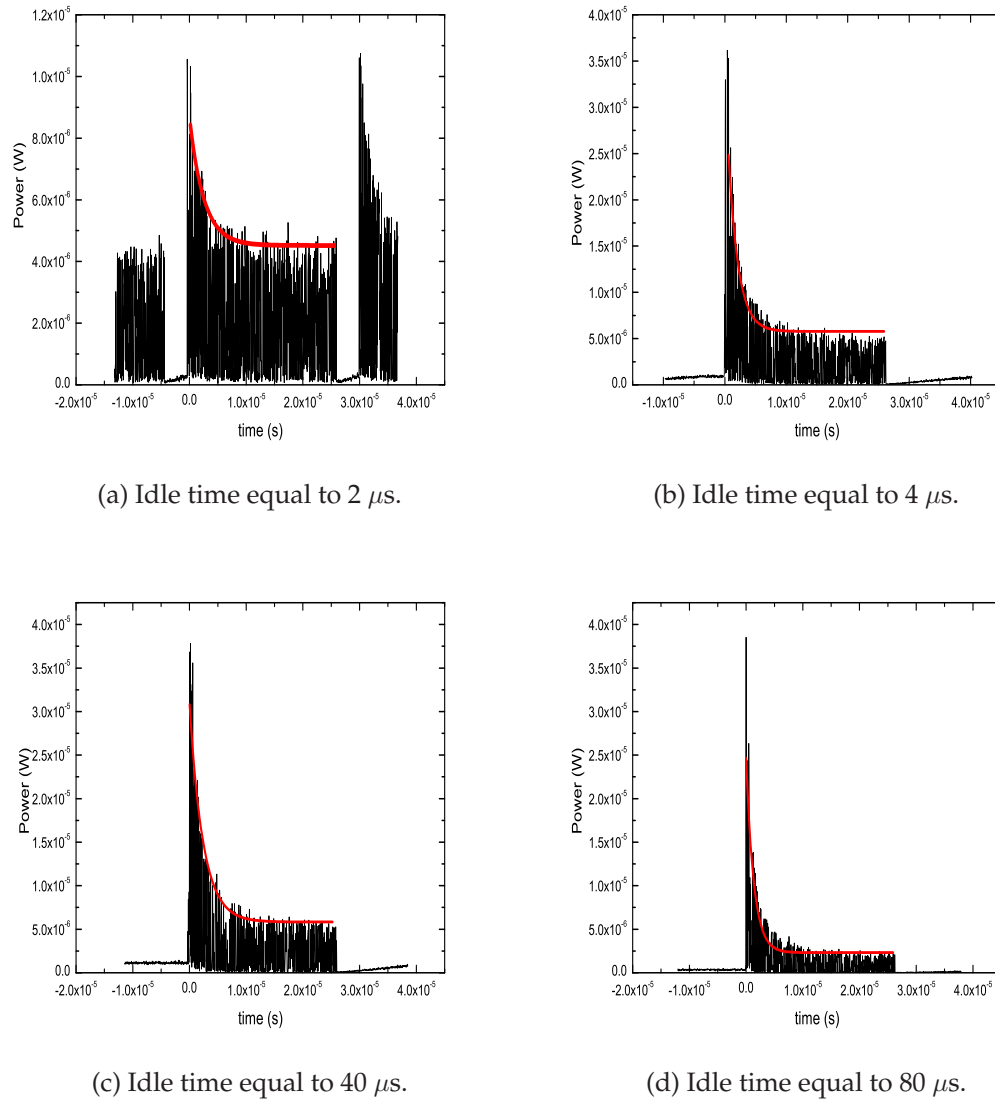 1.2x10⁻⁵
1.0x10⁻⁵
8.0x10⁻⁶
6.0x10⁻⁶
4.0x10⁻⁶
2.0x10⁻⁶
0.0
Power (W)
-2.0x10⁻⁵ -1.0x10⁻⁵ 0.0 1.0x10⁻⁵ 2.0x10⁻⁵ 3.0x10⁻⁵ 4.0x10⁻⁵
time (s)
(a) Idle time equal to 2 μs.
4.0x10⁻⁵
3.5x10⁻⁵
3.0x10⁻⁵
2.5x10⁻⁵
2.0x10⁻⁵
1.5x10⁻⁵
1.0x10⁻⁵
5.0x10⁻⁶
0.0
Power (W)
-1.0x10⁻⁵ 0.0 1.0x10⁻⁵ 2.0x10⁻⁵ 3.0x10⁻⁵ 4.0x10⁻⁵
time (s)
(b) Idle time equal to 4 μs.
4.0x10⁻⁵
3.5x10⁻⁵
3.0x10⁻⁵
2.5x10⁻⁵
2.0x10⁻⁵
1.5x10⁻⁵
1.0x10⁻⁵
5.0x10⁻⁶
0.0
Power (W)
-2.0x10⁻⁵ -1.0x10⁻⁵ 0.0 1.0x10⁻⁵ 2.0x10⁻⁵ 3.0x10⁻⁵ 4.0x10⁻⁵
time (s)
(c) Idle time equal to 40 μs.
4.0x10⁻⁵
3.5x10⁻⁵
3.0x10⁻⁵
2.5x10⁻⁵
2.0x10⁻⁵
1.5x10⁻⁵
1.0x10⁻⁵
5.0x10⁻⁶
0.0
Power (W)
-2.0x10⁻⁵ -1.0x10⁻⁵ 0.0 1.0x10⁻⁵ 2.0x10⁻⁵ 3.0x10⁻⁵ 4.0x10⁻⁵
time (s)
(d) Idle time equal to 80 μs.